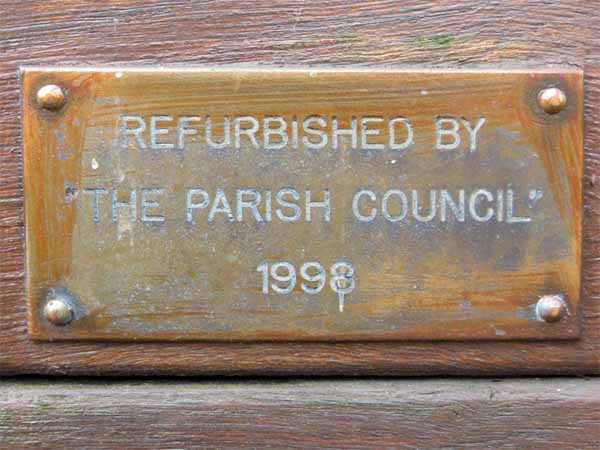 REFURBISHED BY
"THE PARISH COUNCIL"
1998